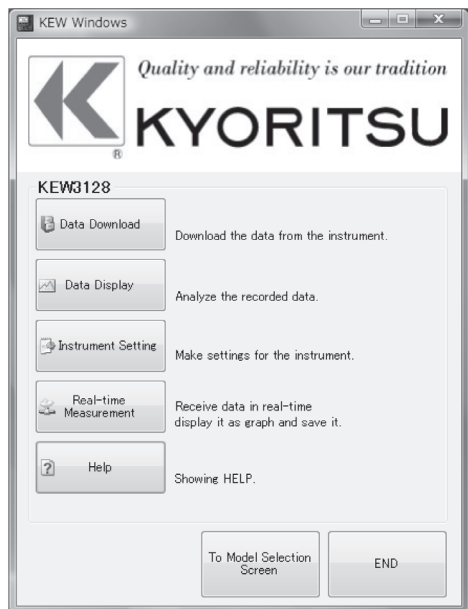 KEW Windows
Quality and reliability is our tradition
K
®
KYORITSU
KEW3128
Data Download
Download the data from the instrument.
Data Display
Analyze the recorded data.
Instrument Setting
Make settings for the instrument.
Real-time
Measurement
Receive data in real-time
display it as graph and save it.
Help
Showing HELP.
To Model Selection
Screen
END